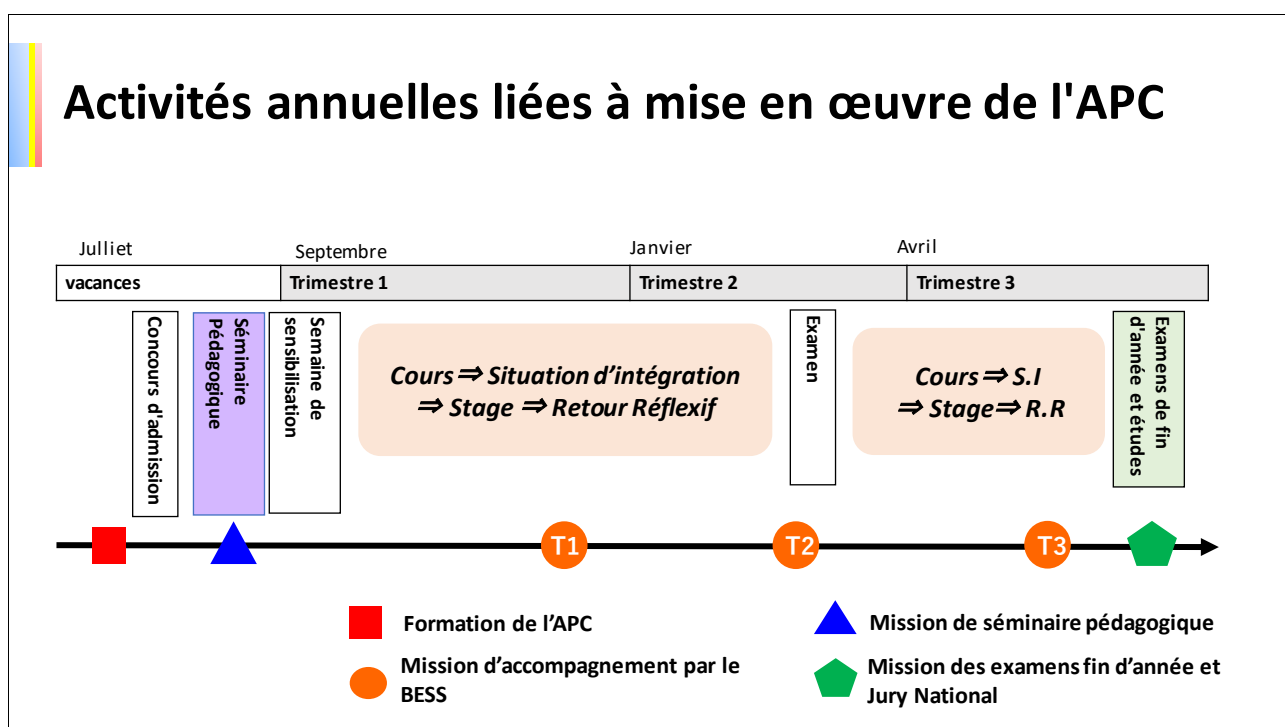 Activités annuelles liées à mise en œuvre de l'APC
Julliet
Septembre
Janvier
Avril
vacances
Trimestre 1
Trimestre 2
Trimestre 3
Concours d'admission
Séminaire
Pédagogique
Semaine de
sensibilisation
Cours ⇒ Situation d’intégration
⇒ Stage ⇒ Retour Réflexif
Examen
Cours ⇒ S.I
⇒ Stage⇒ R.R
Examens de fin
d'année et études
T1
T2
T3
Formation de l’APC
Mission de séminaire pédagogique
Mission d’accompagnement par le
BESS
Mission des examens fin d’année et
Jury National